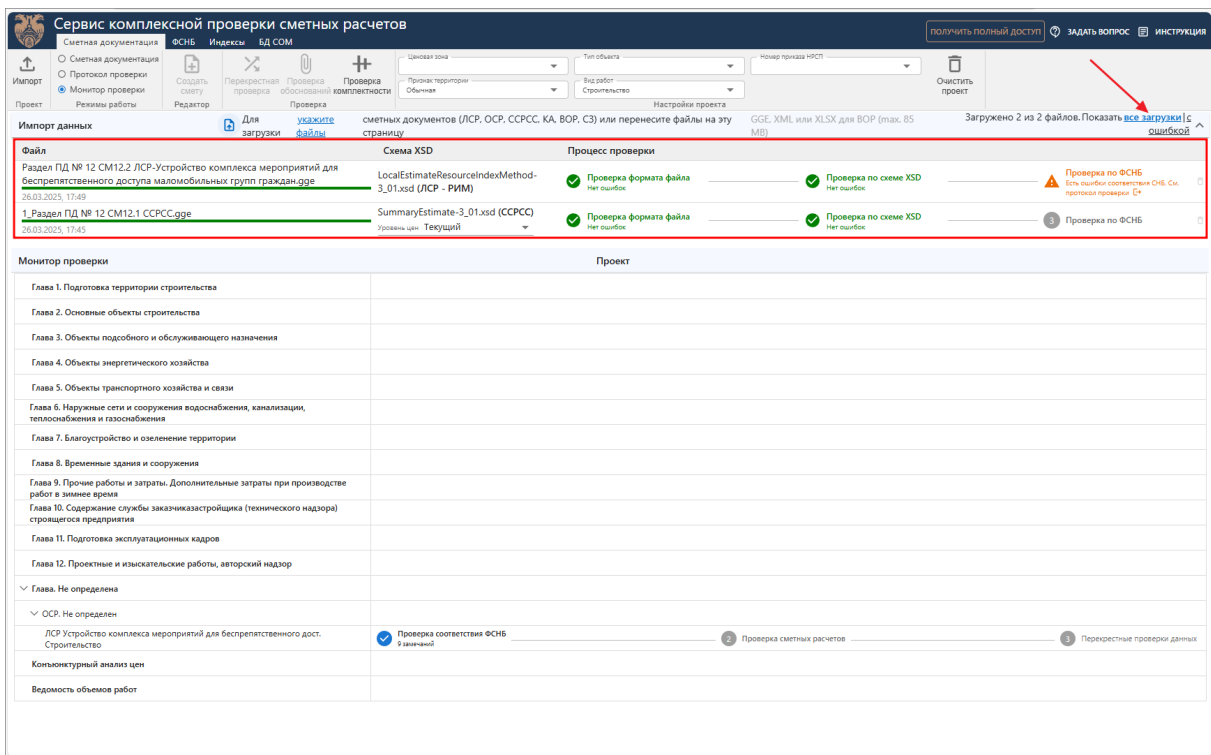 Сервис комплексной проверки сметных расчетов
ПОЛУЧИТЬ ПОЛНЫЙ ДОСТУП
ЗАДАТЬ ВОПРОС
ИНСТРУКЦИЯ
Сметная документация ФСНБ Индексы БД СОМ
Импорт
Проект
Сметная документация
Протокол проверки
Монитор проверки
Режимы работы
Создать
смету
Редактор
Перекрестная
проверка
Проверка
обоснований
Проверка
комплектности
Проверка
Ценовая зона
Признак территории
Обычная
Тип объекта
Вид работ
Строительство
Номер приказа НРСП
Настройки проекта
Очистить
проект
Импорт данных
Для
загрузки
укажите
файлы
сметных документов (ЛСР, ОСР, ССРСС, КА, ВОР, СЗ) или перенесите файлы на эту
страницу
GGE, XML или XLSX для ВОР (max. 85
MB)
Загружено 2 из 2 файлов. Показать все загрузки|с
ошибкой
Файл Схема XSD Процесс проверки
Раздел ПД № 12 СМ12.2 ЛСР-Устройство комплекса мероприятий для
беспрепятственного доступа маломобильных групп граждан.gge
26.03.2025, 17:49
LocalEstimateResourceIndexMethod-
3_01.xsd (ЛСР - РИМ)
Проверка формата файла
Нет ошибок
Проверка по схеме XSD
Нет ошибок
Проверка по ФСНБ
Есть ошибки соответствия СНБ. См.
протокол проверки
1_Раздел ПД № 12 СМ12.1 ССРСС.gge
26.03.2025, 17:45
SummaryEstimate-3_01.xsd (ССРСС)
Уровень цен Текущий
Проверка формата файла
Нет ошибок
Проверка по схеме XSD
Нет ошибок
3 Проверка по ФСНБ
Монитор проверки Проект
Глава 1. Подготовка территории строительства
Глава 2. Основные объекты строительства
Глава 3. Объекты подсобного и обслуживающего назначения
Глава 4. Объекты энергетического хозяйства
Глава 5. Объекты транспортного хозяйства и связи
Глава 6. Наружные сети и сооружения водоснабжения, канализации,
теплоснабжения и газоснабжения
Глава 7. Благоустройство и озеленение территории
Глава 8. Временные здания и сооружения
Глава 9. Прочие работы и затраты. Дополнительные затраты при производстве
работ в зимнее время
Глава 10. Содержание службы заказчиказастройщика (технического надзора)
строящегося предприятия
Глава 11. Подготовка эксплуатационных кадров
Глава 12. Проектные и изыскательские работы, авторский надзор
Глава. Не определена
ОСР. Не определен
ЛСР Устройство комплекса мероприятий для беспрепятственного дост.
Строительство
Проверка соответствия ФСНБ
9 замечаний
2 Проверка сметных расчетов
3 Перекрестные проверки данных
Конъюнктурный анализ цен
Ведомость объемов работ